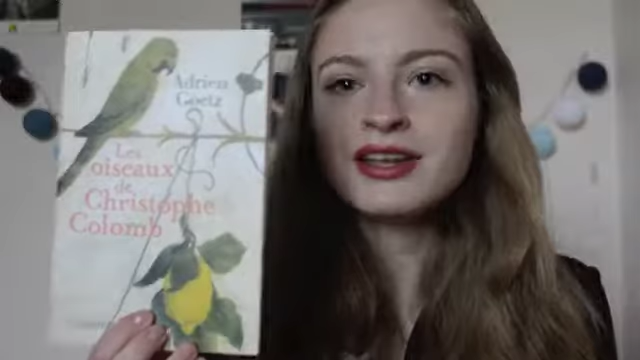 Adrien
Goetz
Les
oiseaux
de
Christophe
Colomb